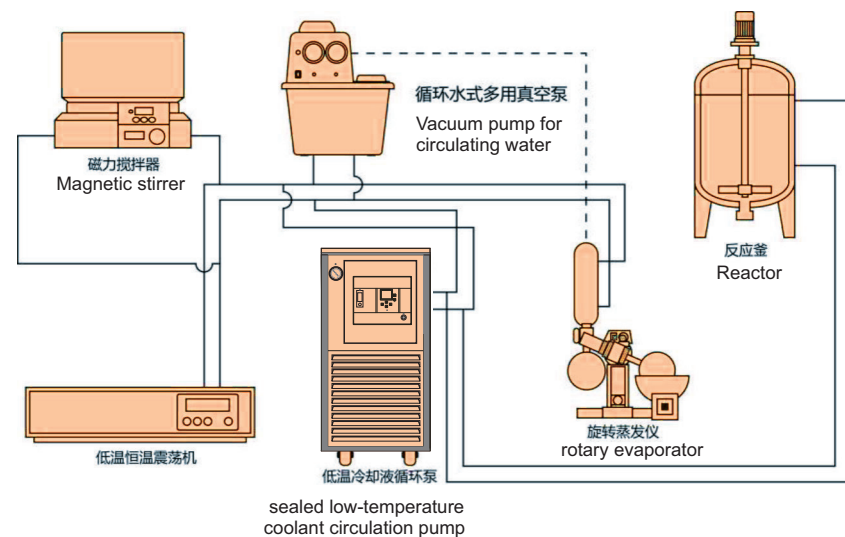 循环水式多用真空泵
Vacuum pump for
circulating water
磁力搅拌器
Magnetic stirrer
反应釜
Reactor
旋转蒸发仪
rotary evaporator
低温恒温震荡机
低温冷却液循环泵
sealed low-temperature
coolant circulation pump